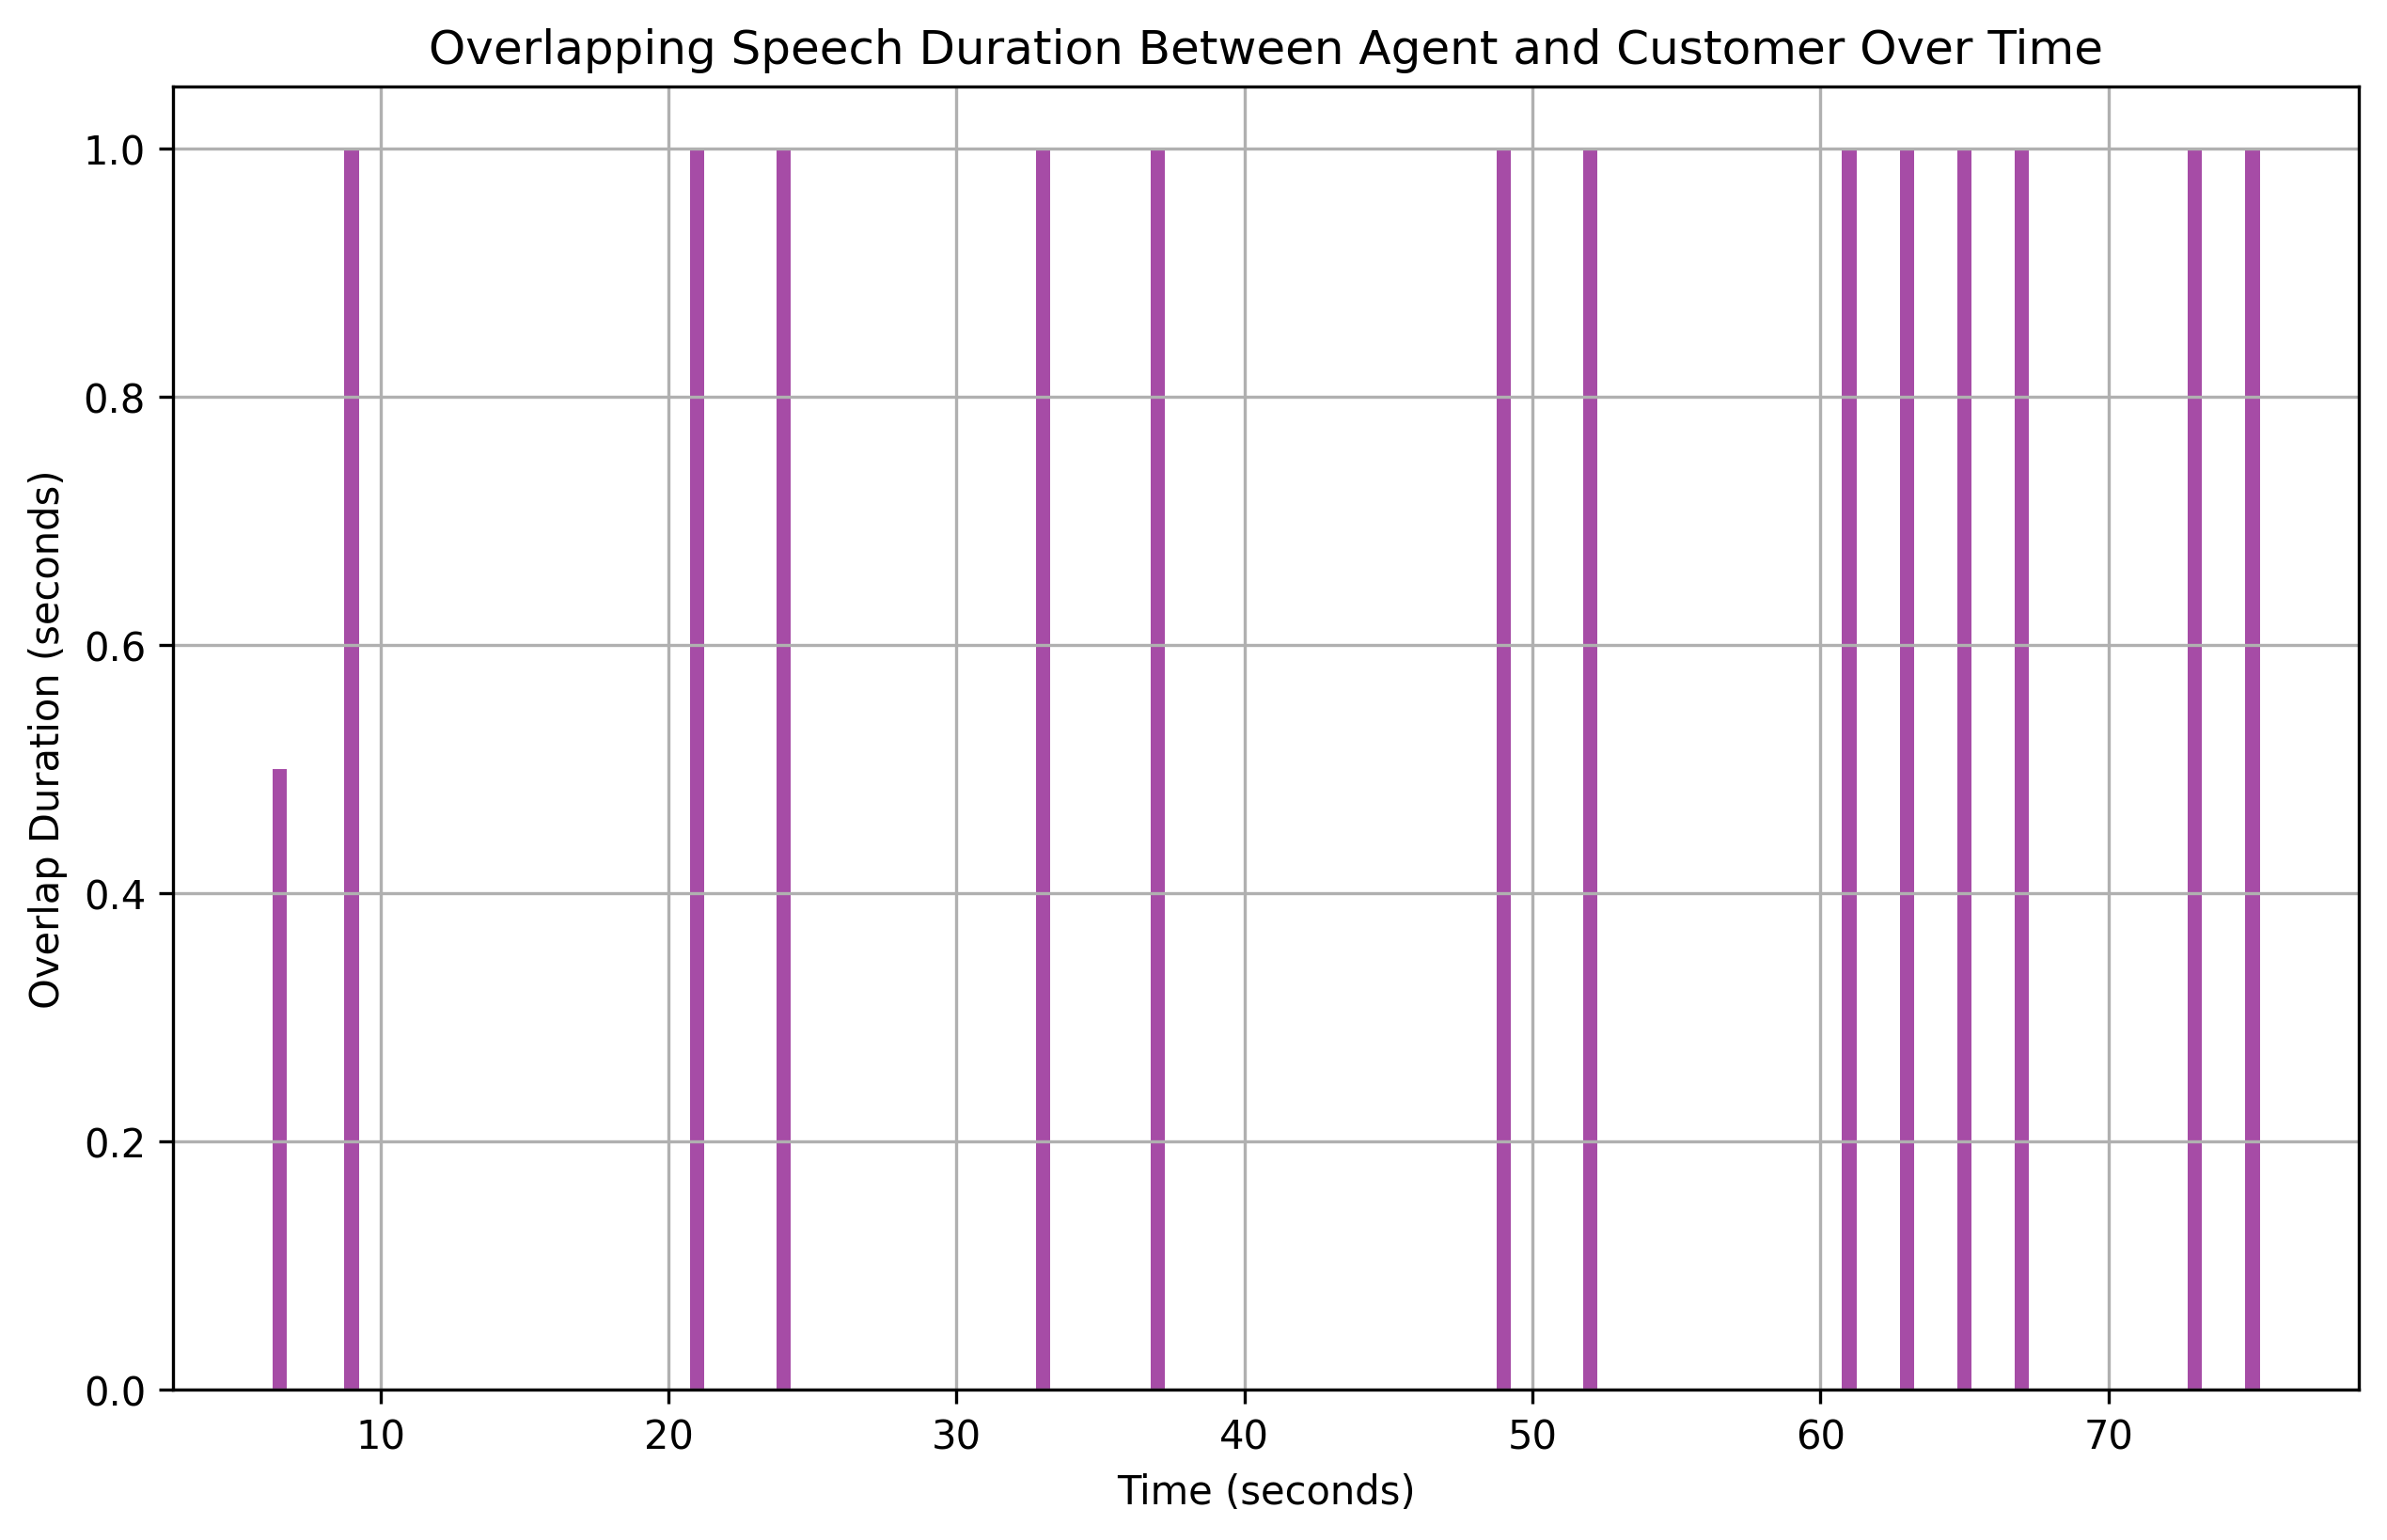 Overlapping Speech Duration Between Agent and Customer Over Time
Overlap Duration (seconds)
1.0
0.8
0.6
0.4
0.2
0.0
10 20 30 40 50 60 70
Time (seconds)